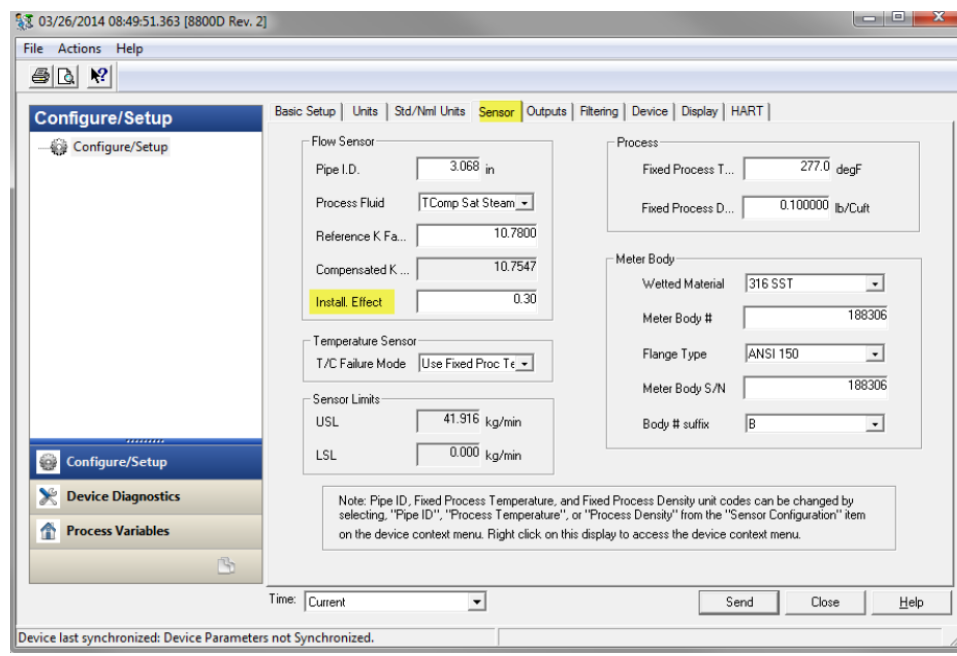 03/26/2014 08:49:51.363 [8800D Rev. 2]
File Actions Help
Configure/Setup
Configure/Setup
Configure/Setup
Device Diagnostics
Process Variables
Basic Setup Units Std/Nml Units Sensor Outputs Filtering Device Display HART
Flow Sensor
Pipe I.D. 3.068 in
Process Fluid TComp Sat Steam
Reference K Fa... 10.7800
Compensated K ... 10.7547
Install. Effect 0.30
Temperature Sensor
T/C Failure Mode Use Fixed Proc Te
Sensor Limits
USL 41.916 kg/min
LSL 0.000 kg/min
Process
Fixed Process T... 277.0 degF
Fixed Process D... 0.100000 lb/Cuft
Meter Body
Wetted Material 316 SST
Meter Body # 188306
Flange Type ANSI 150
Meter Body S/N 188306
Body # suffix B
Note: Pipe ID, Fixed Process Temperature, and Fixed Process Density unit codes can be changed by
selecting, "Pipe ID", "Process Temperature", or "Process Density" from the "Sensor Configuration" item
on the device context menu. Right click on this display to access the device context menu.
Time: Current
Send Close Help
Device last synchronized: Device Parameters not Synchronized.